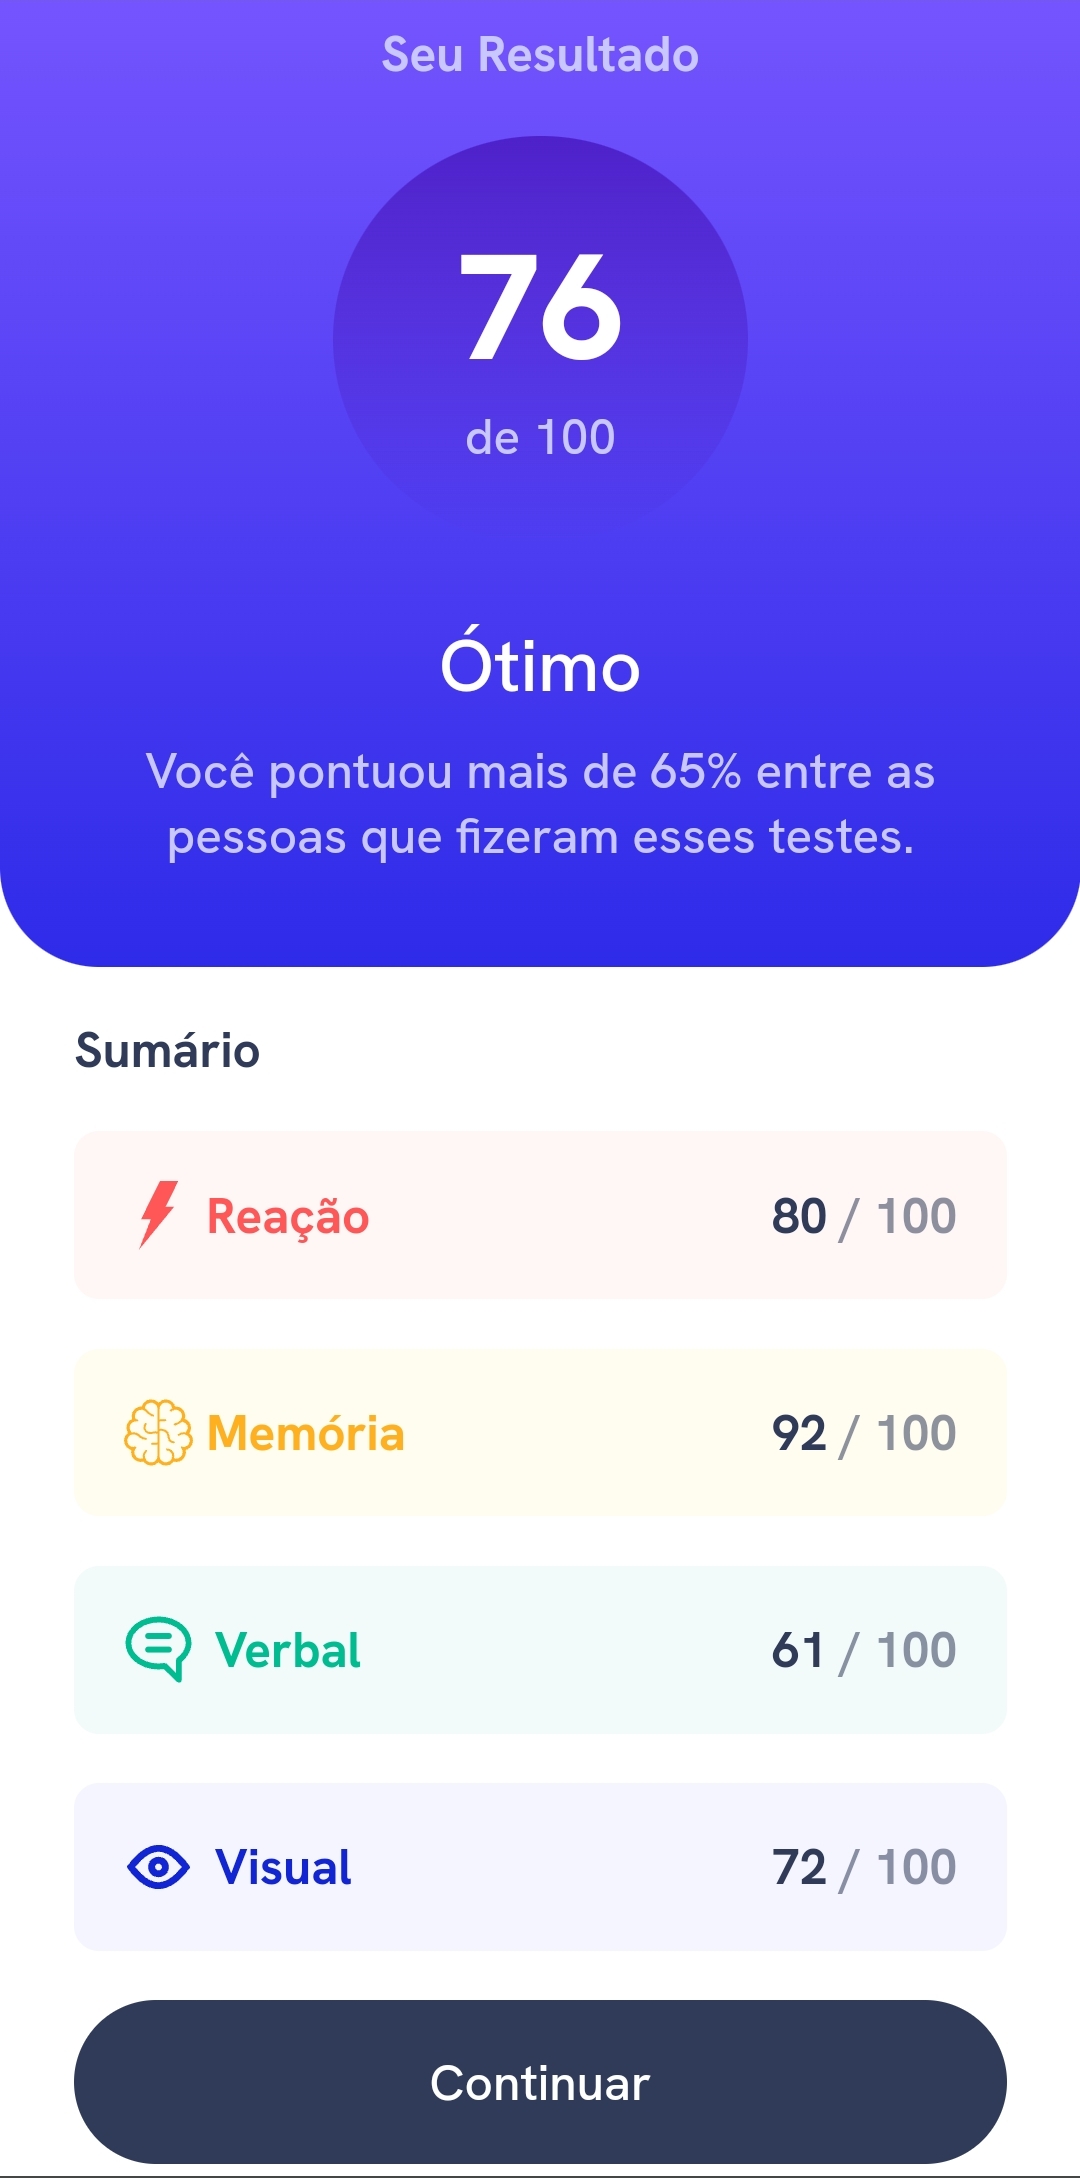 Seu Resultado
76
de 100
Ótimo
Você pontuou mais de 65% entre as
pessoas que fizeram esses testes.
Sumário
Reação 80 / 100
Memória 92 / 100
Verbal 61 / 100
Visual 72 / 100
Continuar